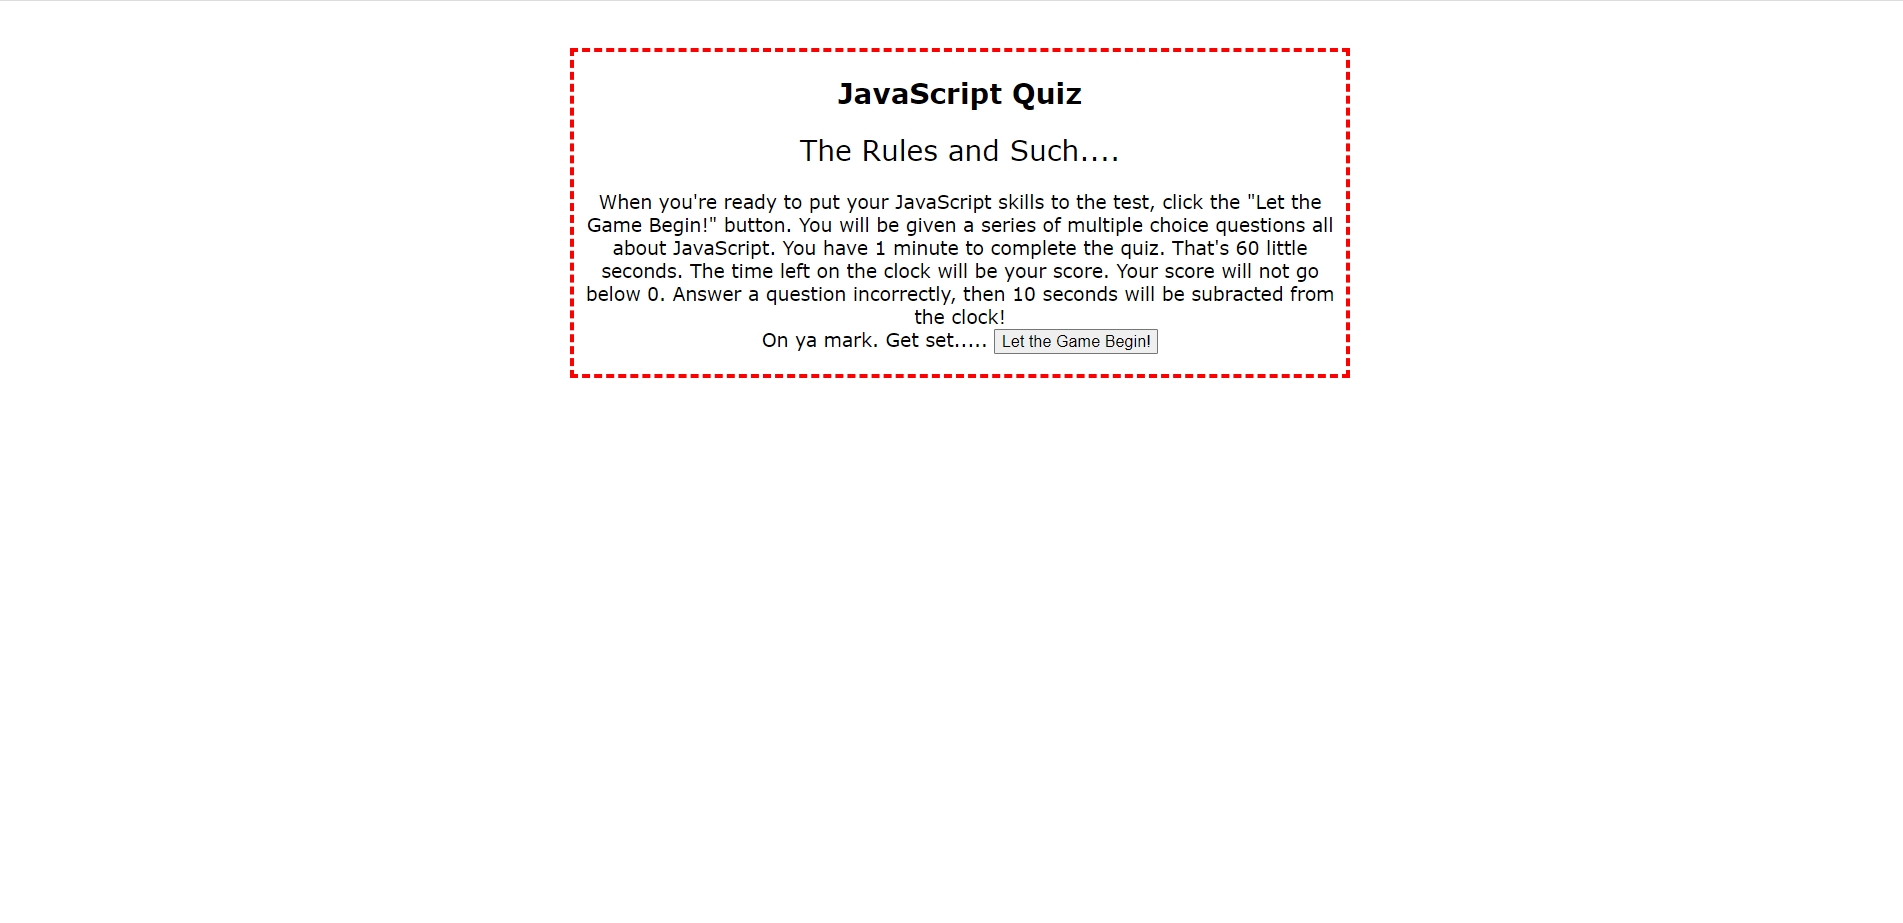 JavaScript Quiz
The Rules and Such....
When you're ready to put your JavaScript skills to the test, click the "Let the
Game Begin!" button. You will be given a series of multiple choice questions all
about JavaScript. You have 1 minute to complete the quiz. That's 60 little
seconds. The time left on the clock will be your score. Your score will not go
below 0. Answer a question incorrectly, then 10 seconds will be subracted from
the clock!
On ya mark. Get set..... Let the Game Begin!